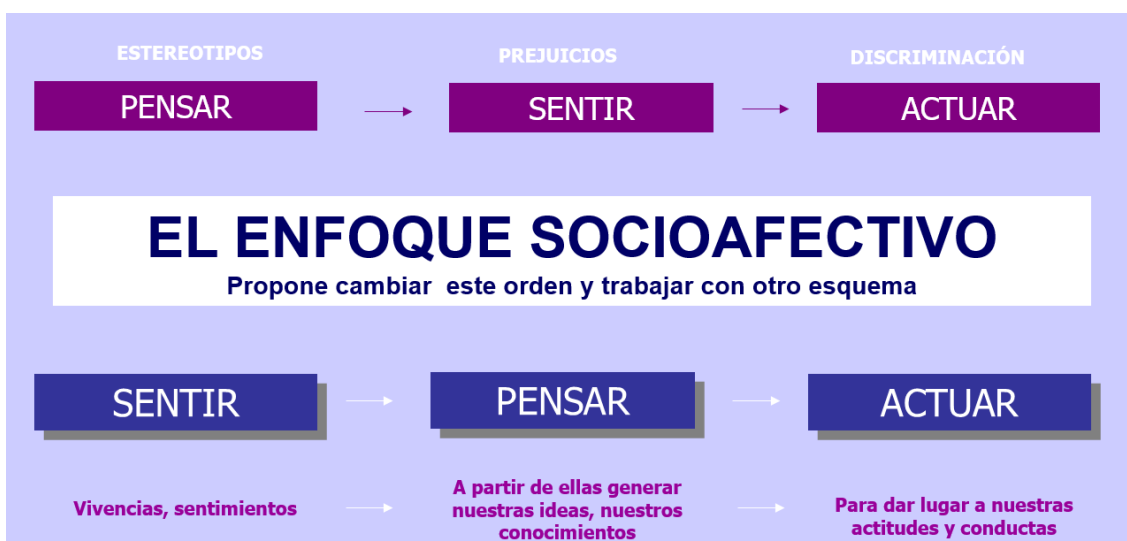 ESTEREOTIPOS PREJUICIOS DISCRIMINACIÓN
PENSAR SENTIR ACTUAR
EL ENFOQUE SOCIOAFECTIVO
Propone cambiar este orden y trabajar con otro esquema
SENTIR PENSAR ACTUAR
Vivencias, sentimientos
A partir de ellas generar
nuestras ideas, nuestros
conocimientos
Para dar lugar a nuestras
actitudes y conductas